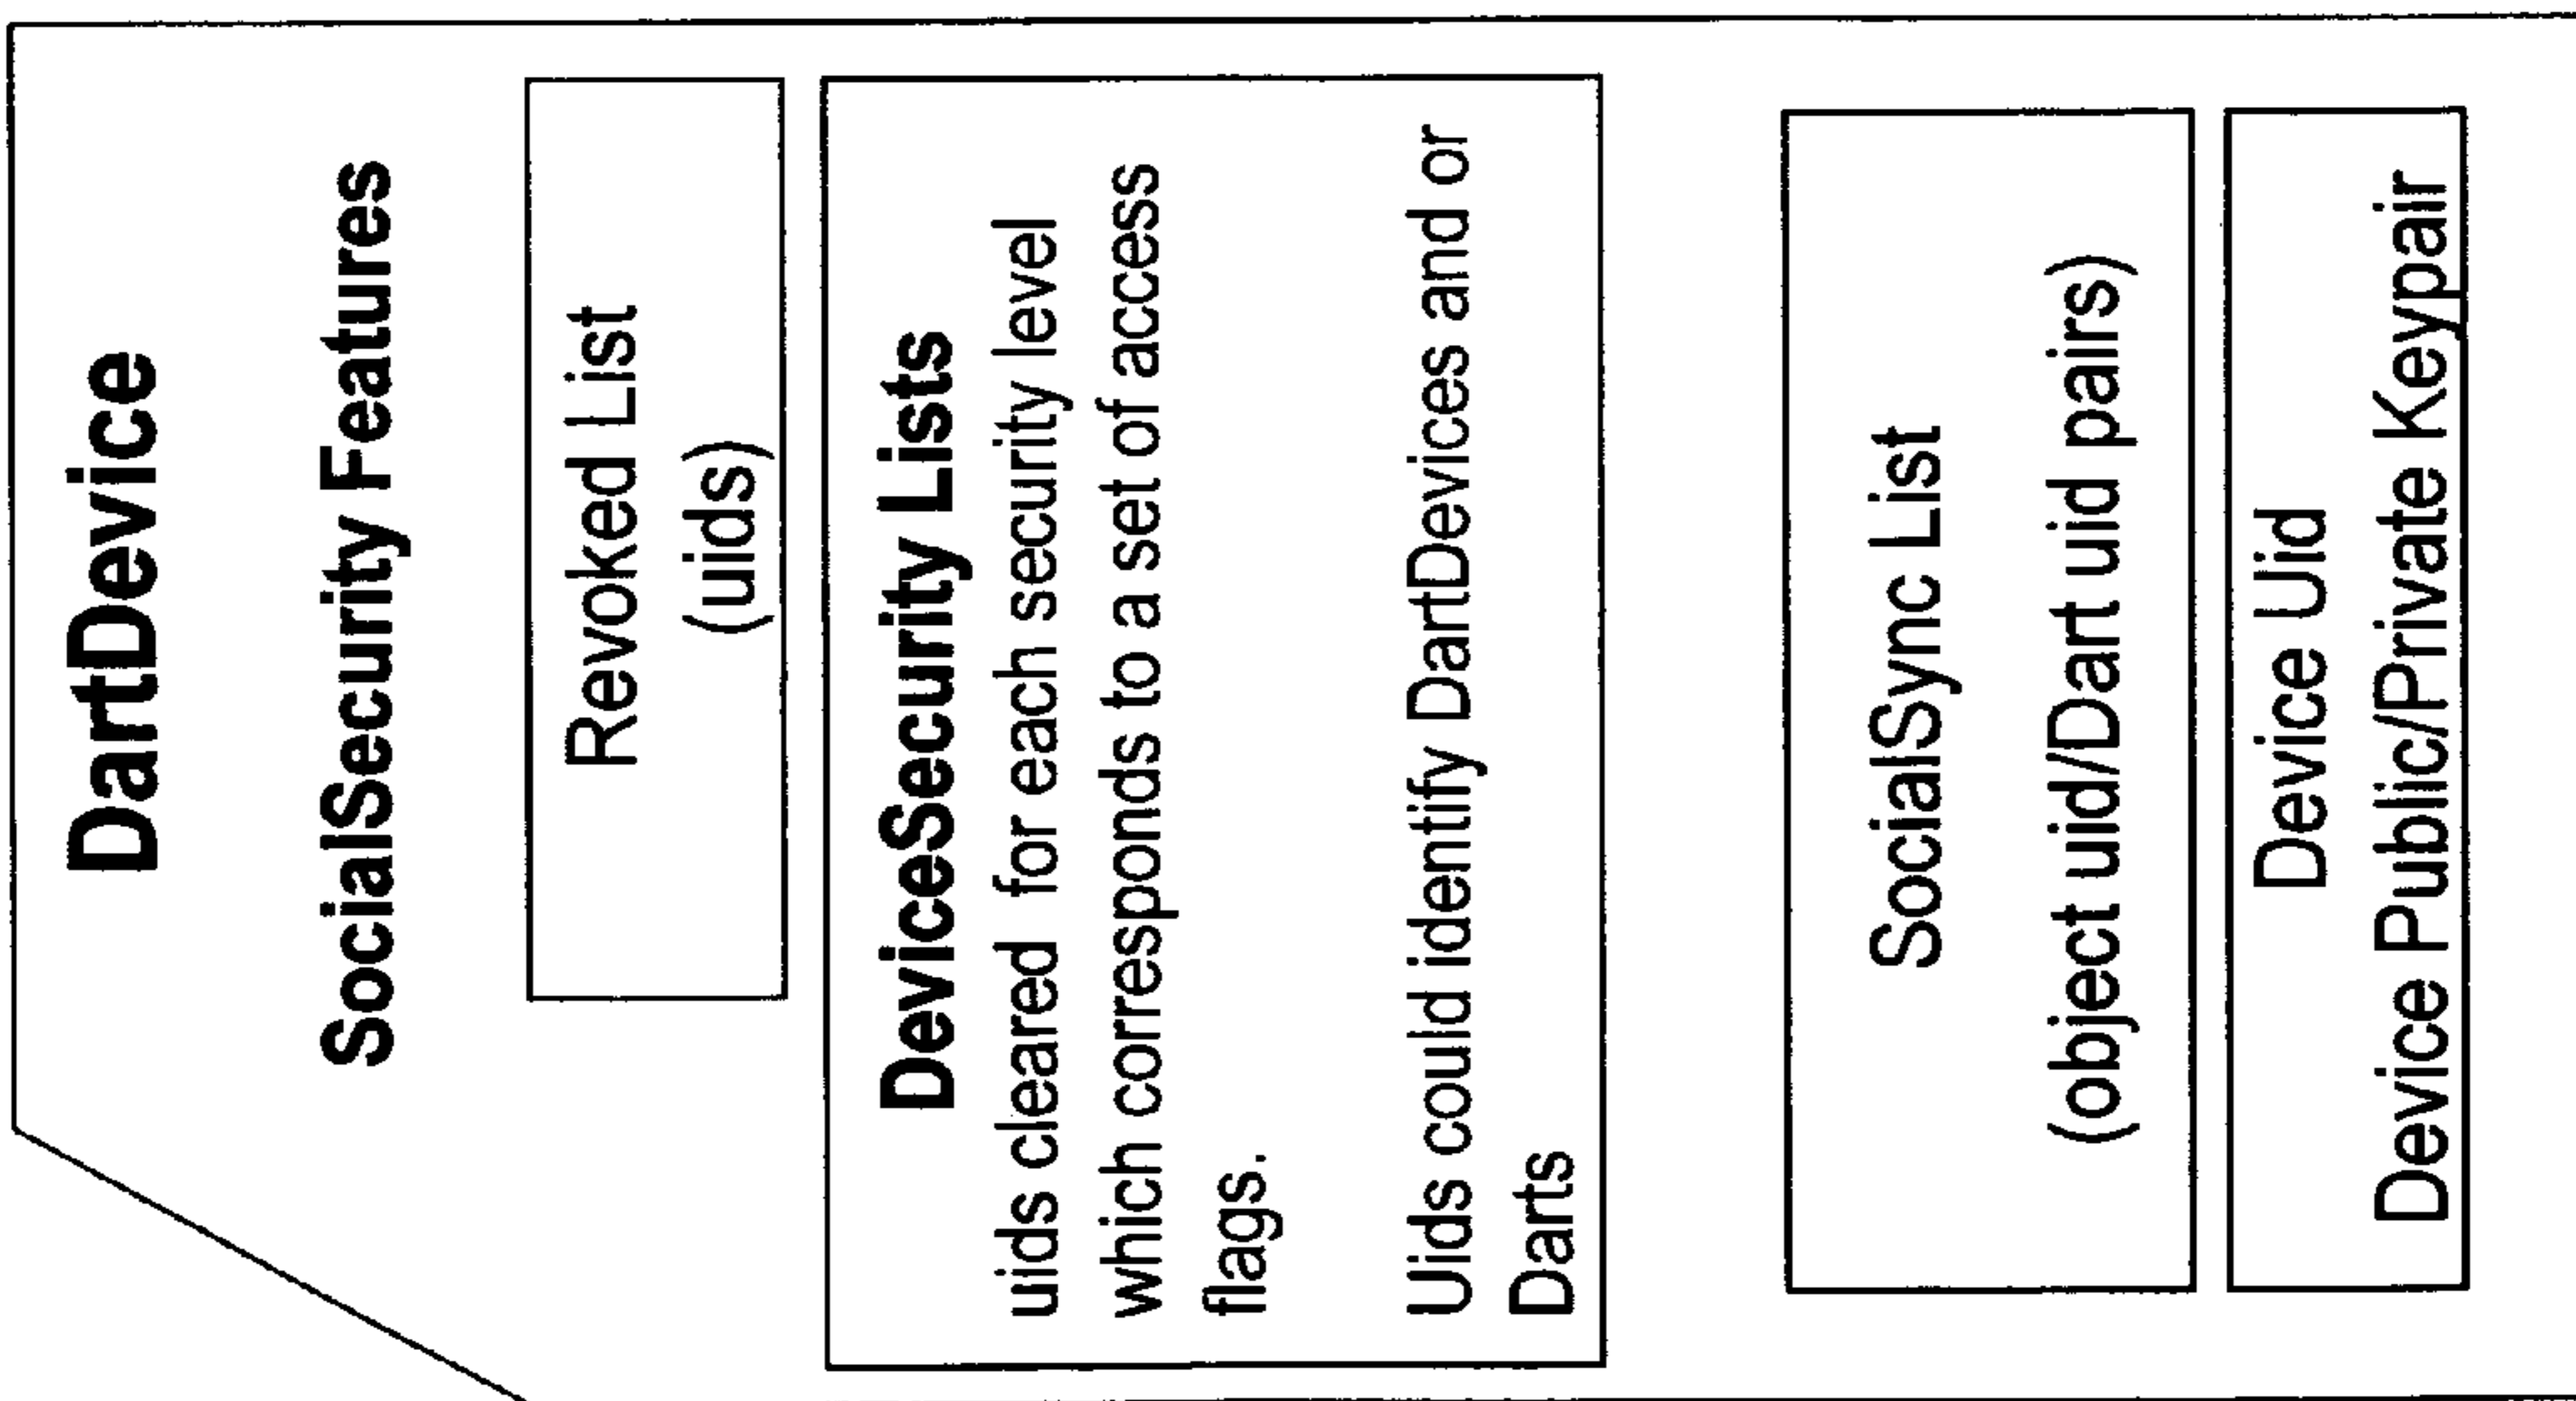 DartDevice
SocialSecurity Features
Revoked List
(uids)
DeviceSecurity Lists
uids cleared for each security level
which corresponds to a set of access
flags.
Uids could identify DartDevices and or
Darts
SocialSync List
(object uid/Dart uid pairs)
Device Uid
Device Public/Private Keypair